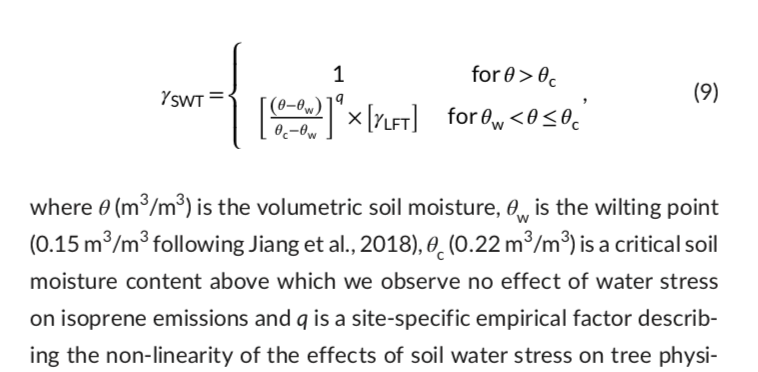 γSWT = { 1 for θ > θc
[(θ−θw)/θc−θw]^q × [γLFT] for θw < θ ≤ θc , (9)
where θ (m³/m³) is the volumetric soil moisture, θw is the wilting point
(0.15 m³/m³ following Jiang et al., 2018), θc (0.22 m³/m³) is a critical soil
moisture content above which we observe no effect of water stress
on isoprene emissions and q is a site-specific empirical factor describ-
ing the non-linearity of the effects of soil water stress on tree physi-